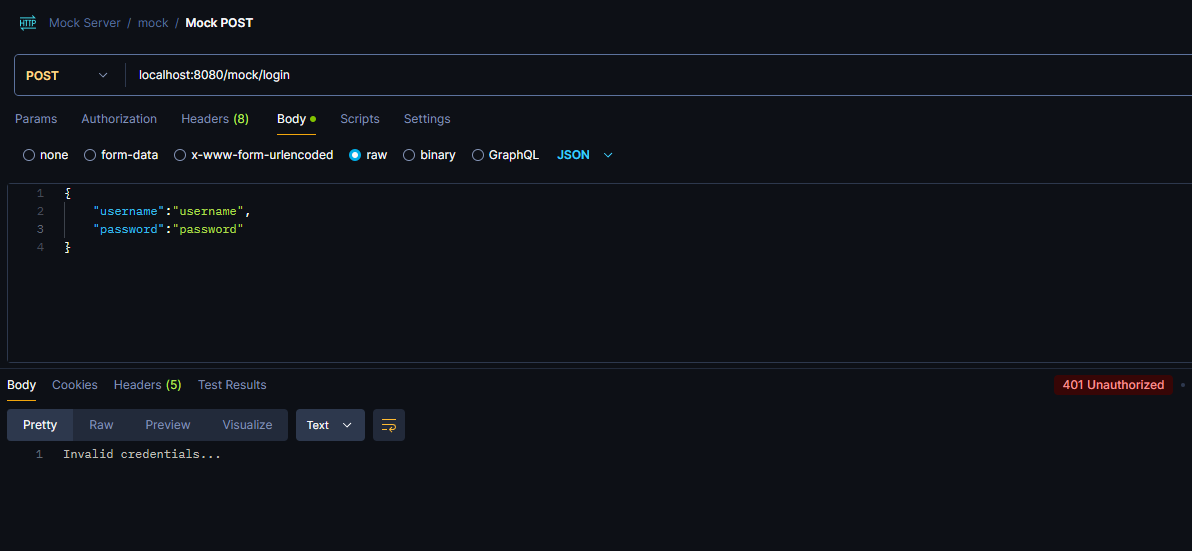 HTTP Mock Server / mock / Mock POST
POST localhost:8080/mock/login
Params Authorization Headers (8) Body Scripts Settings
none form-data x-www-form-urlencoded raw binary GraphQL JSON
1 {
2 "username":"username",
3 "password":"password"
4 }
Body Cookies Headers (5) Test Results 401 Unauthorized
Pretty Raw Preview Visualize Text
1 Invalid credentials...